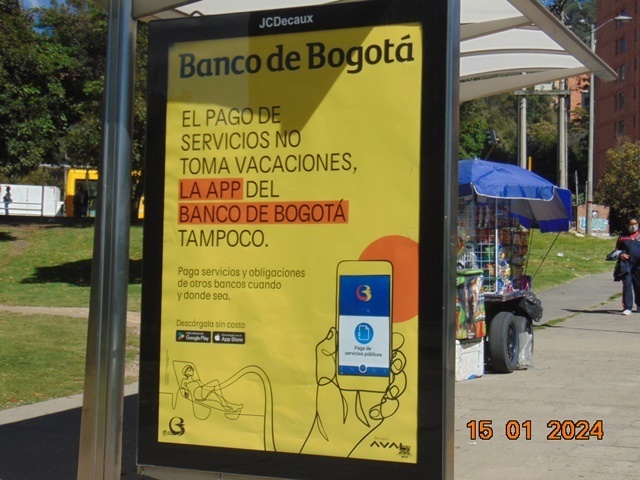 JCDecaux
Banco de Bogotá
EL PAGO DE
SERVICIOS NO
TOMA VACACIONES,
LA APP DEL
BANCO DE BOGOTÁ
TAMPOCO.
Paga servicios y obligaciones
de otros bancos cuando
y donde sea.
Descárgala sin costo
Google Play
App Store
Pago de
servicios públicos
AVAL
15 01 2024